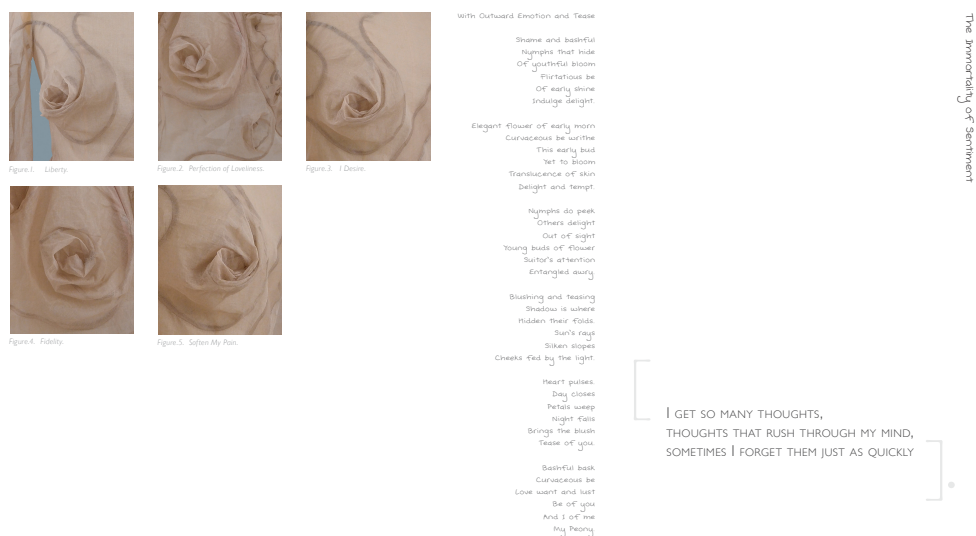 Figure.1. Liberty.
Figure.2. Perfection of Loveliness.
Figure.3. I Desire.
Figure.4. Fidelity.
Figure.5. Soften My Pain.
With Outward Emotion and Tease
Shame and bashful
Nymphs that hide
Of youthful bloom
Flirtatious be
Of early shine
Indulge delight.
Elegant flower of early morn
Curvaceous be writhe
This early bud
Yet to bloom
Translucence of skin
Delight and tempt.
Nymphs do peek
Others delight
Out of sight
Young buds of flower
Suitor's attention
Entangled awry.
Blushing and teasing
Shadow is where
Hidden their folds.
Sun's rays
Silken slopes
Cheeks fed by the light.
Heart pulses.
Day closes
Petals weep
Night falls
Brings the blush
Tease of you.
Bashful bask
Curvaceous be
Love want and lust
Be of you
And I of me
My Peony.
I GET SO MANY THOUGHTS,
THOUGHTS THAT RUSH THROUGH MY MIND,
SOMETIMES I FORGET THEM JUST AS QUICKLY
The Immortality of Sentiment